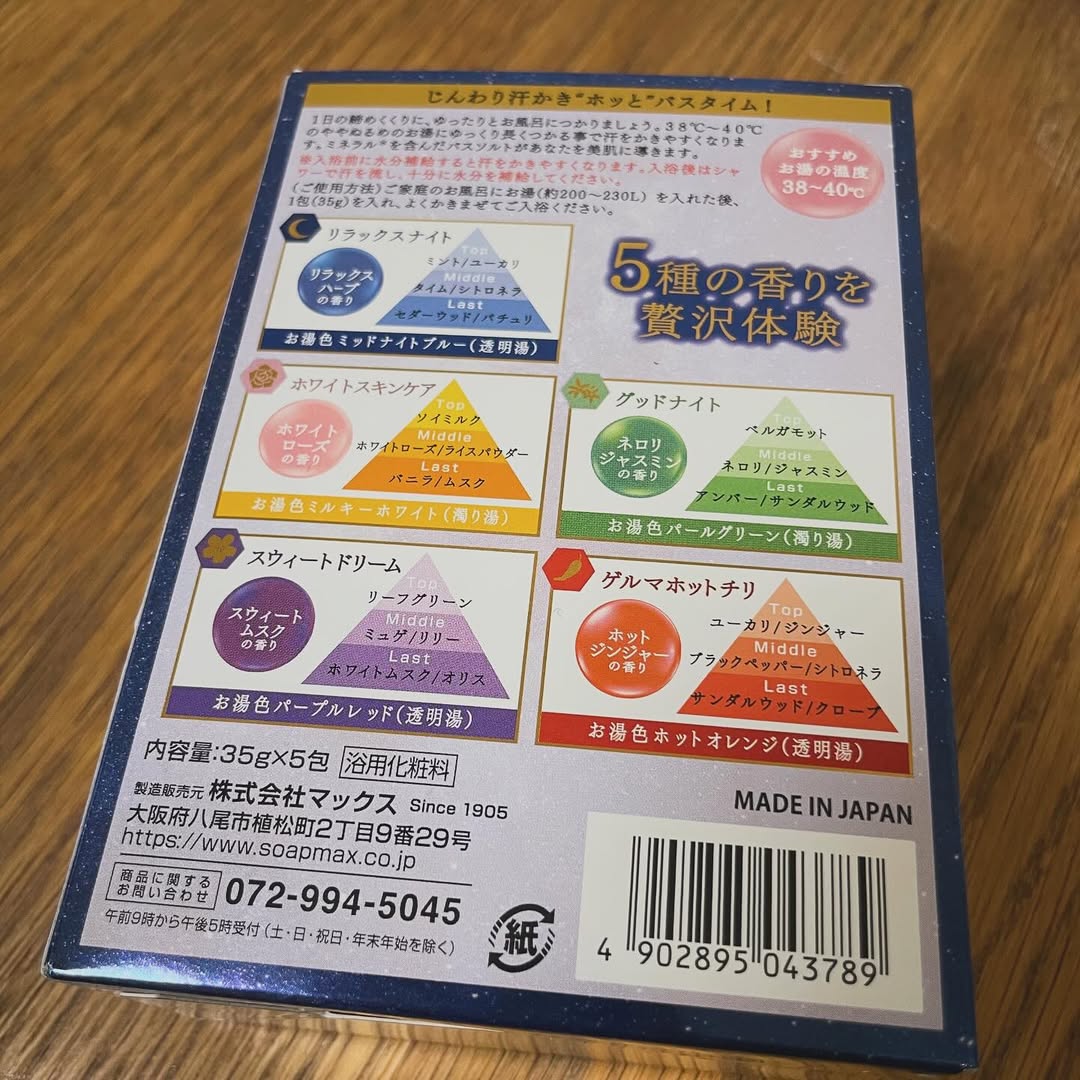 じんわり汗かき"ホッと"バスタイム！
1日の締めくくりに、ゆったりとお風呂につかりましょう。38℃〜40℃
のややぬるめのお湯にゆっくり長くつかる事で汗をかきやすくなりま
す。ミネラル※を含んだバスソルトがあなたを美肌に導きます。
※入浴前に水分補給すると汗をかきやすくなります。入浴後はシャ
ワーで汗を流し、十分に水分を補給してください。
(ご使用方法)ご家庭のお風呂にお湯(約200〜230L) を入れた後、
1包(35g)を入れ、よくかきまぜてご入浴ください。
おすすめ
お湯の温度
38〜40℃
5種の香りを
贅沢体験
リラックスナイト
リラックス
ハーブ
の香り
Top
ミント/ユーカリ
Middle
タイム/シトロネラ
Last
セダーウッド/パチュリ
お湯色ミッドナイトブルー(透明湯)
ホワイトスキンケア
ホワイト
ローズ
の香り
Top
ソイミルク
Middle
ホワイトローズ/ライスパウダー
Last
バニラ/ムスク
お湯色ミルキーホワイト(濁り湯)
グッドナイト
ネロリ
ジャスミン
の香り
Top
ベルガモット
Middle
ネロリ/ジャスミン
Last
アンバー/サンダルウッド
お湯色パールグリーン(濁り湯)
スウィートドリーム
スウィート
ムスク
の香り
Top
リーフグリーン
Middle
ミュゲ/リリー
Last
ホワイトムスク/オリス
お湯色パープルレッド(透明湯)
ゲルマホットチリ
ホット
ジンジャー
の香り
Top
ユーカリ/ジンジャー
Middle
ブラックペッパー/シトロネラ
Last
サンダルウッド/クローブ
お湯色ホットオレンジ(透明湯)
内容量:35g×5包 浴用化粧料
製造販売元 株式会社マックス Since 1905
大阪府八尾市植松町2丁目9番29号
https://www.soapmax.co.jp
商品に関する
お問い合わせ
072-994-5045
午前9時から午後5時受付(土・日・祝日・年末年始を除く)
紙
MADE IN JAPAN
4 902895 043789